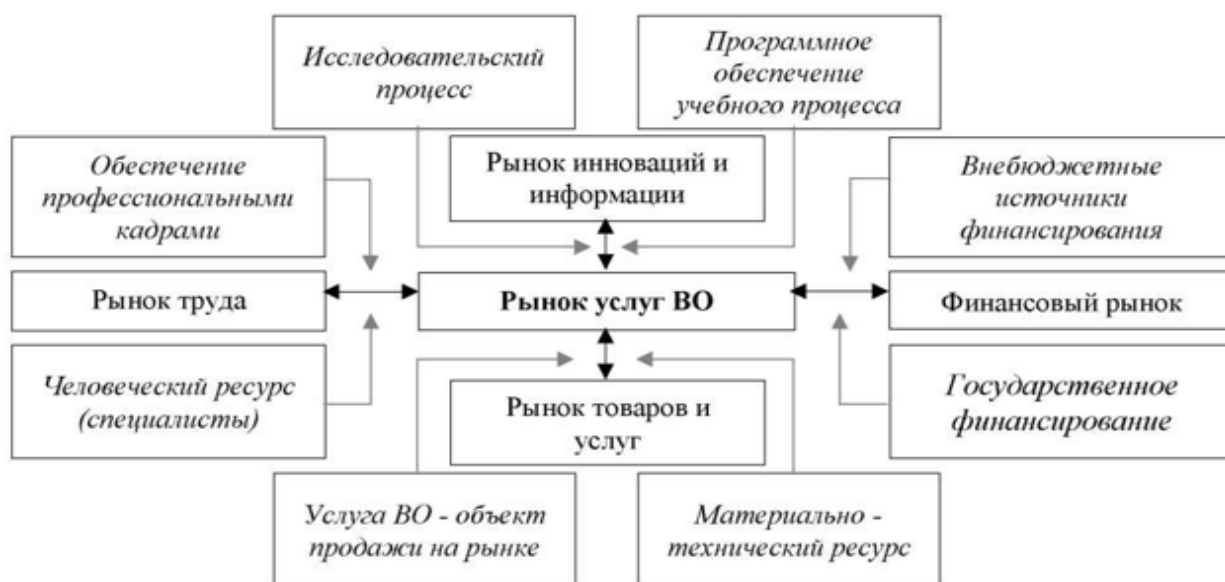 Исследовательский
процесс
Программное
обеспечение
учебного процесса
Обеспечение
профессиональными
кадрами
Рынок инноваций и
информации
Внебюджетные
источники
финансирования
Рынок труда
Рынок услуг ВО
Финансовый рынок
Человеческий ресурс
(специалисты)
Рынок товаров и
услуг
Государственное
финансирование
Услуга ВО - объект
продажи на рынке
Материально -
технический ресурс